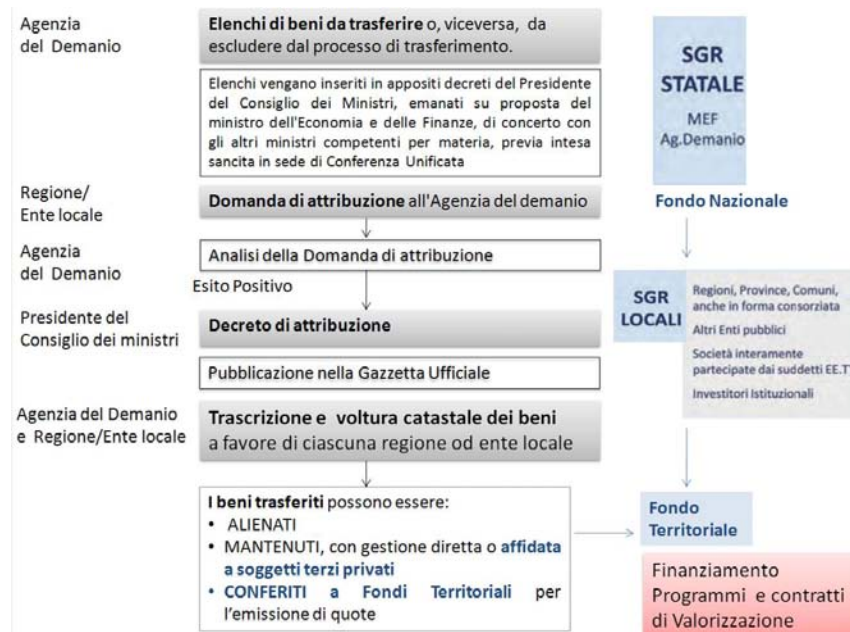 Agenzia
del Demanio
Elenchi di beni da trasferire o, viceversa, da
escludere dal processo di trasferimento.
Elenchi vengano inseriti in appositi decreti del Presidente
del Consiglio dei Ministri, emanati su proposta del
ministro dell'Economia e delle Finanze, di concerto con
gli altri ministri competenti per materia, previa intesa
sancita in sede di Conferenza Unificata
Regione/
Ente locale
Domanda di attribuzione all'Agenzia del demanio
Agenzia
del Demanio
Analisi della Domanda di attribuzione
Esito Positivo
Presidente del
Consiglio dei ministri
Decreto di attribuzione
Pubblicazione nella Gazzetta Ufficiale
Agenzia del Demanio
e Regione/Ente locale
Trascrizione e voltura catastale dei beni
a favore di ciascuna regione od ente locale
I beni trasferiti possono essere:
• ALIENATI
• MANTENUTI, con gestione diretta o affidata
a soggetti terzi privati
• CONFERITI a Fondi Territoriali per
l'emissione di quote
SGR
STATALE
MEF
Ag.Demanio
Fondo Nazionale
SGR
LOCALI
Regioni, Province, Comuni,
anche in forma consorziata
Altri Enti pubblici
Società interamente
partecipate dai suddetti EE.T
Investitori Istituzionali
Fondo
Territoriale
Finanziamento
Programmi e contratti
di Valorizzazione